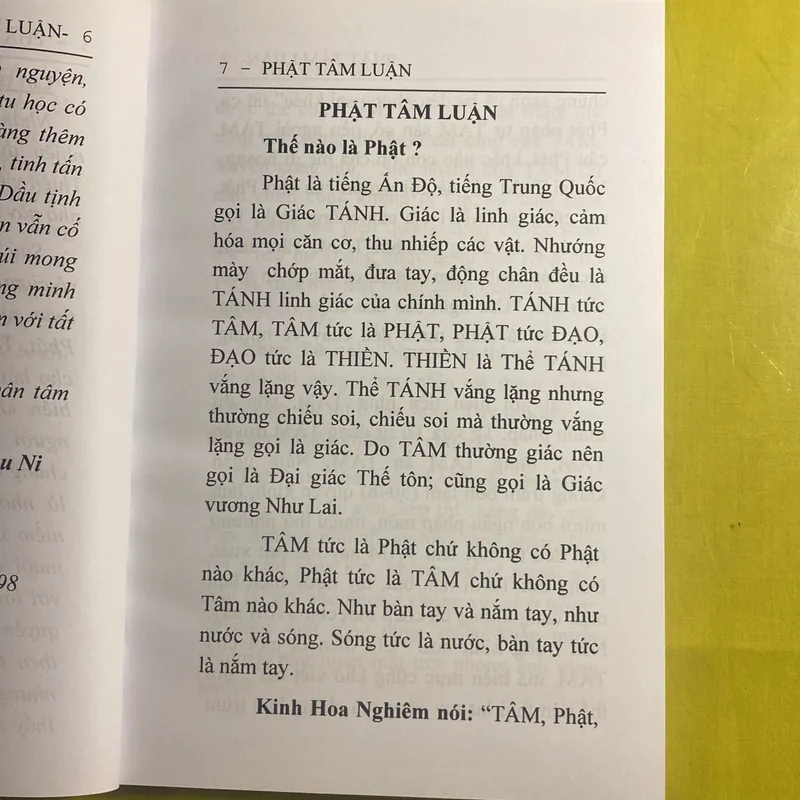 LUẬN- 6
nguyện,
tu học có
thêm
tinh tấn
Dầu tịnh
vẫn cố
mong
minh
với tất
tâm
Ni
98
7 – PHẬT TÂM LUẬN
PHẬT TÂM LUẬN
Thế nào là Phật ?
Phật là tiếng Ấn Độ, tiếng Trung Quốc
gọi là Giác TÁNH. Giác là linh giác, cảm
hóa mọi căn cơ, thu nhiếp các vật. Nhướng
mày chớp mắt, đưa tay, động chân đều là
TÁNH linh giác của chính mình. TÁNH tức
TÂM, TÂM tức là PHẬT, PHẬT tức ĐẠO,
ĐẠO tức là THIỀN. THIỀN là Thể TÁNH
vắng lặng vậy. Thể TÁNH vắng lặng nhưng
thường chiếu soi, chiếu soi mà thường vắng
lặng gọi là giác. Do TÂM thường giác nên
gọi là Đại giác Thế tôn; cũng gọi là Giác
vương Như Lai.
TÂM tức là Phật chứ không có Phật
nào khác, Phật tức là TÂM chứ không có
Tâm nào khác. Như bàn tay và nắm tay, như
nước và sóng. Sóng tức là nước, bàn tay tức
là nắm tay.
Kinh Hoa Nghiêm nói: “TÂM, Phật,